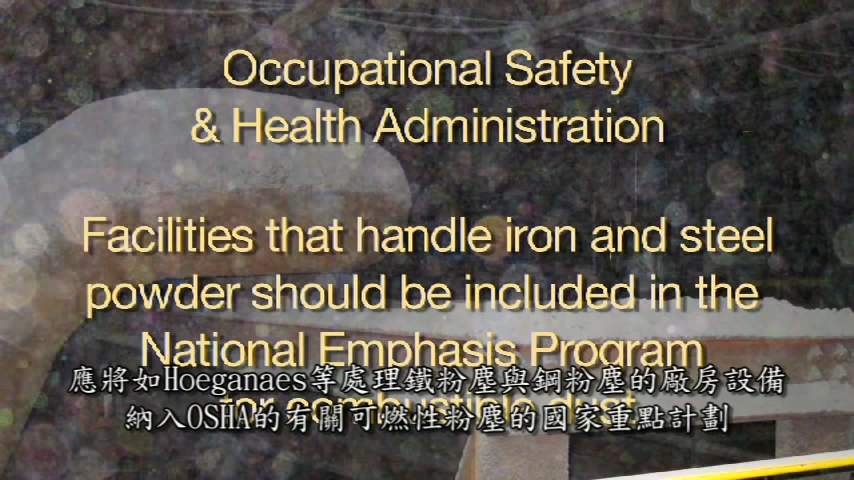 Occupational Safety
& Health Administration
Facilities that handle iron and steel
powder should be included in the
National Emphasis Program
for combustible dust.
應將如Hoeganaes等處理鐵粉塵與鋼粉塵的廠房設備
納入OSHA的有關可燃性粉塵的國家重點計劃